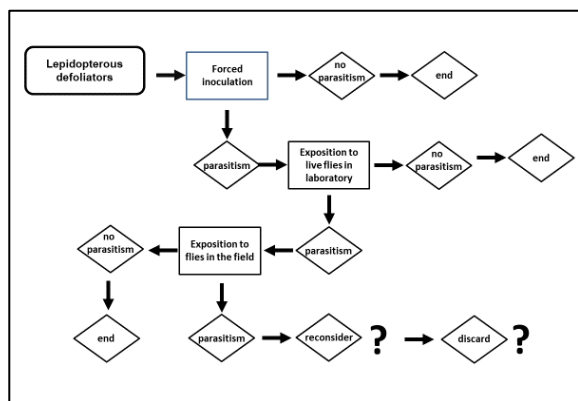 Lepidopterous
defoliators
Forced
inoculation
no
parasitism
end
parasitism
Exposition to
live flies in
laboratory
no
parasitism
end
no
parasitism
Exposition to
flies in the field
parasitism
end
parasitism
reconsider
?
discard
?